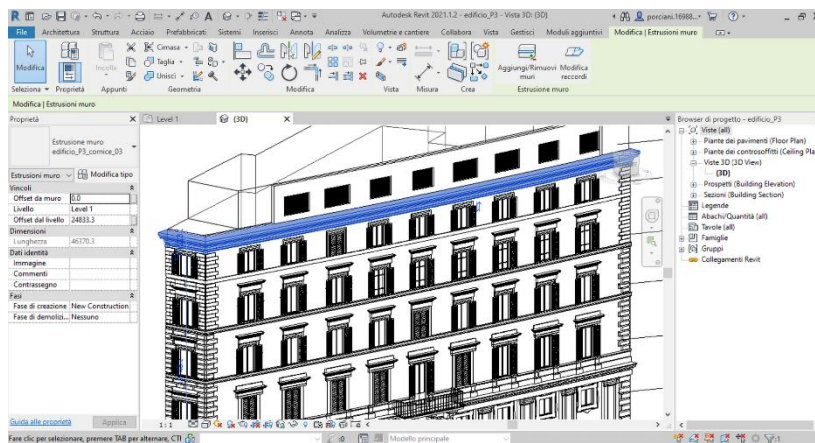 Autodesk Revit 2021.1.2 - edificio_P3 - Vista 3D: {3D}
porciani.16988...
File Architettura Struttura Acciaio Prefabbricati Sistemi Inserisci Annota Analizza Volumetrie e cantiere Collabora Vista Gestisci Moduli aggiuntivi Modifica | Estrusioni muro
Modifica
Incolla
Cimasa
Taglia
Unisci
Aggiungi/Rimuovi muri
Modifica raccordi
Seleziona Proprietà Appunti Geometria Modifica Vista Misura Crea Estrusione muro
Modifica | Estrusioni muro
Proprietà
Level 1
{3D}
Browser di progetto - edificio_P3
Estrusione muro
edificio_P3_cornice_03
Estrusioni muro
Modifica tipo
Vincoli
Offset da muro 0.0
Livello Level 1
Offset dal livello 24833.3
Dimensioni
Lunghezza 46370.3
Dati identità
Immagine
Commenti
Contrassegno
Fasi
Fase di creazione New Construction
Fase di demoliz... Nessuno
Guida alle proprietà
Applica
Viste (all)
Piante dei pavimenti (Floor Plan)
Piante dei controsoffitti (Ceiling Pla
Viste 3D (3D View)
{3D}
Prospetti (Building Elevation)
Sezioni (Building Section)
Legende
Abachi/Quantità (all)
Tavole (all)
Famiglie
Gruppi
Collegamenti Revit
1:1
Fare clic per selezionare, premere TAB per alternare, CTI
:0
Modello principale